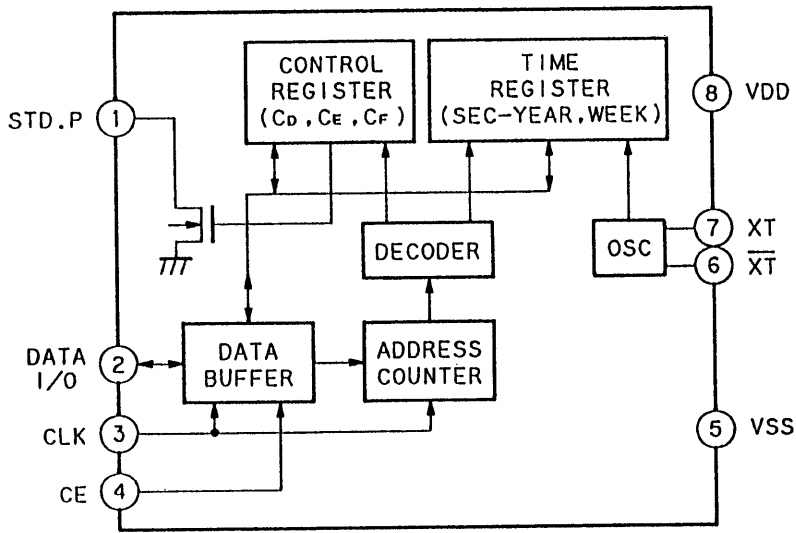 CONTROL
REGISTER
(CD,CE,CF)
TIME
REGISTER
(SEC-YEAR,WEEK)
STD.P
1
8
VDD
DECODER
OSC
7
XT
6
X̅T̅
DATA
I/O
2
DATA
BUFFER
ADDRESS
COUNTER
CLK
3
5
VSS
CE
4